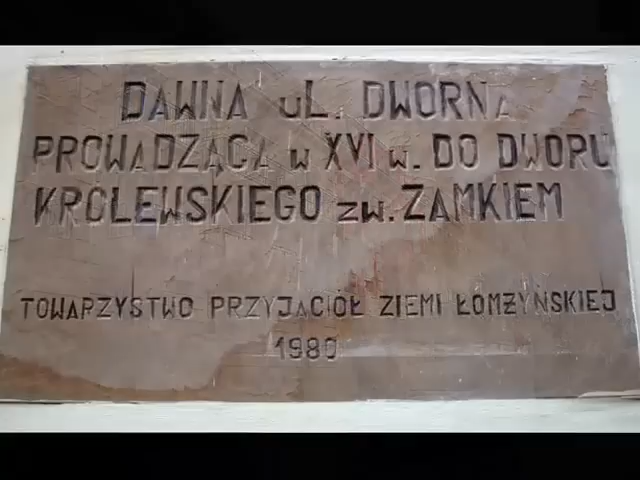 DAWNA uL. DWORNA
PROWADZĄCA w XVI w. DO DWORU
KRÓLEWSKIEGO zw. ZAMKIEM
TOWARZYSTWO PRZYJACIÓŁ ZIEMI ŁOMŻYŃSKIEJ
1980